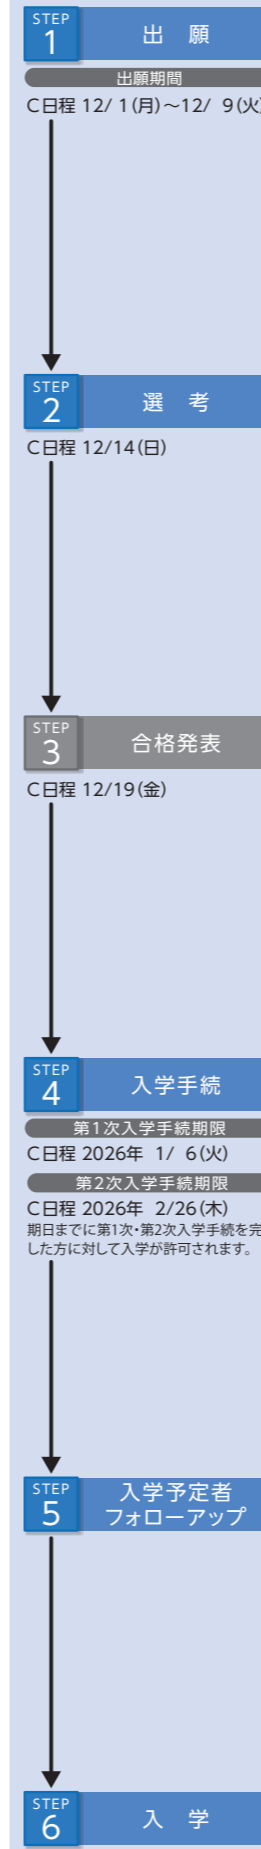 STEP
1
出 願
出願期間
C日程 12/ 1(月)～12/ 9(火)
STEP
2
選 考
C日程 12/14(日)
STEP
3
合格発表
C日程 12/19(金)
STEP
4
入学手続
第1次入学手続期限
C日程 2026年 1/ 6(火)
第2次入学手続期限
C日程 2026年 2/26(木)
期日までに第1次・第2次入学手続を完
した方に対して入学が許可されます。
STEP
5
入学予定者
フォローアップ
STEP
6
入 学